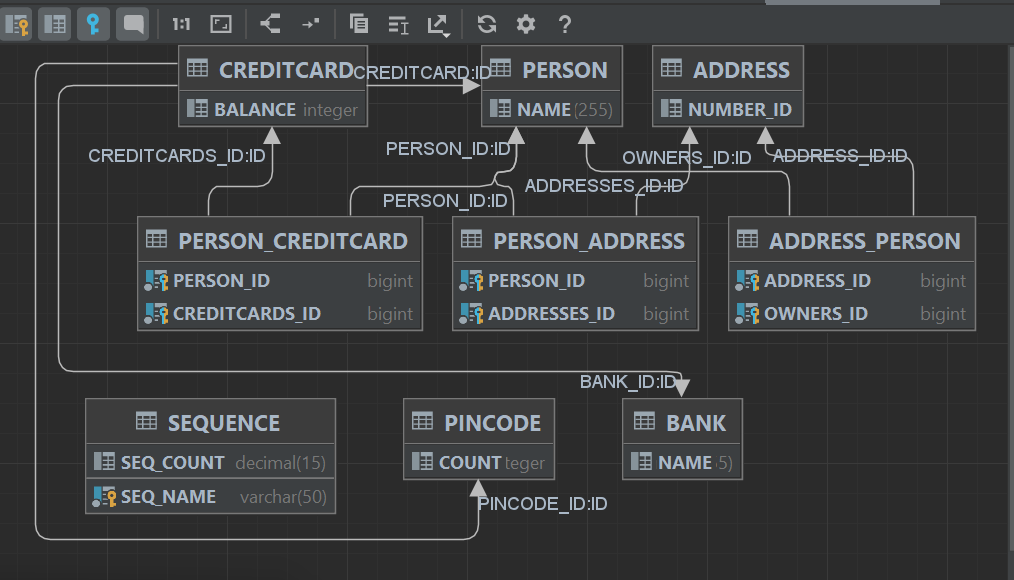 1:1
?
CREDITCARD
CREDITCARD:ID
PERSON
ADDRESS
BALANCE integer
NAME (255)
NUMBER_ID
CREDITCARDS_ID:ID
PERSON_ID:ID
OWNERS_ID:ID
ADDRESS_ID:ID
PERSON_ID:ID
ADDRESSES_ID:ID
PERSON_CREDITCARD
PERSON_ID bigint
CREDITCARDS_ID bigint
PERSON_ADDRESS
PERSON_ID bigint
ADDRESSES_ID bigint
ADDRESS_PERSON
ADDRESS_ID bigint
OWNERS_ID bigint
BANK_ID:ID
SEQUENCE
SEQ_COUNT decimal(15)
SEQ_NAME varchar(50)
PINCODE
COUNT teger
BANK
NAME 5)
PINCODE_ID:ID